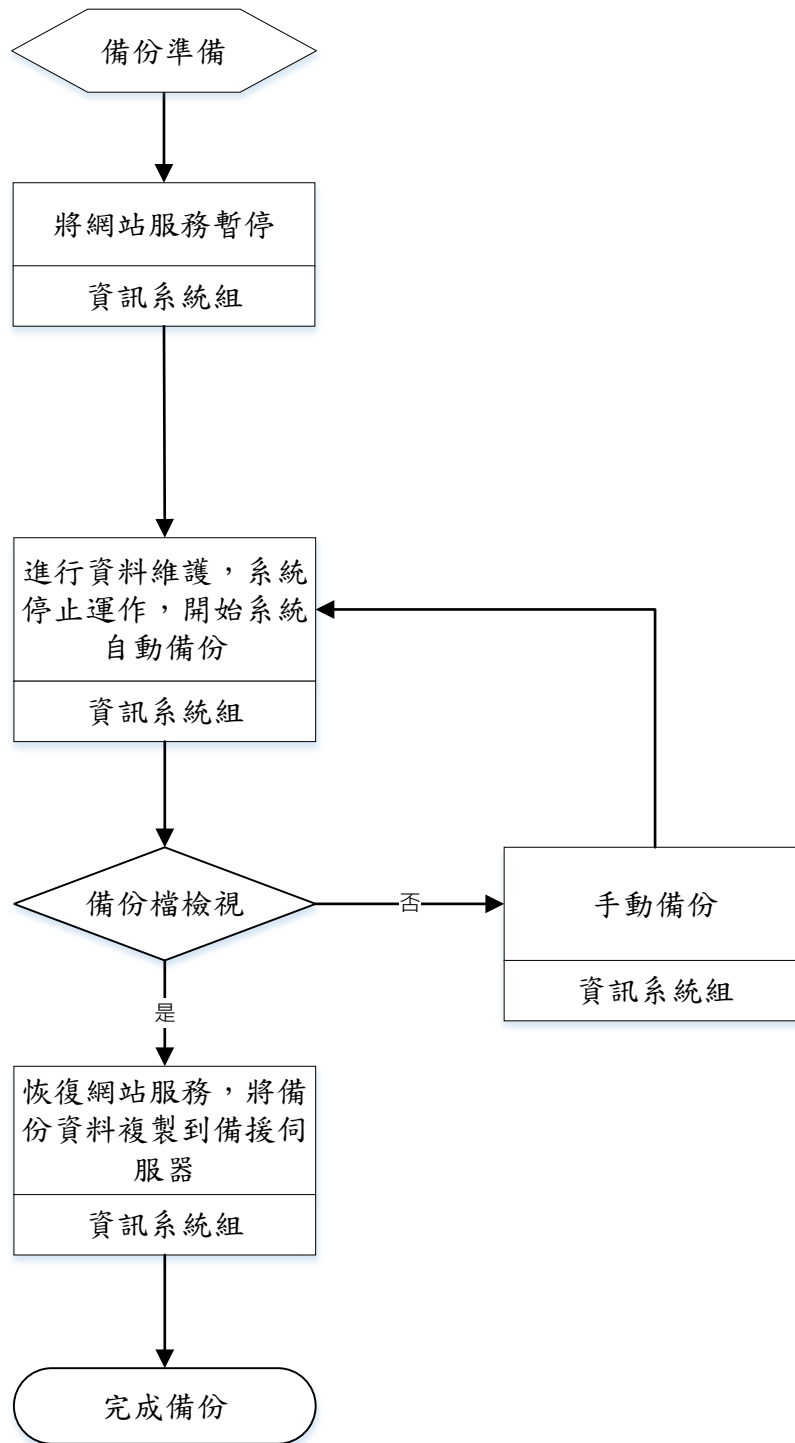 備份準備
將網站服務暫停
資訊系統組
進行資料維護，系統
停止運作，開始系統
自動備份
資訊系統組
備份檔檢視
否
手動備份
資訊系統組
是
恢復網站服務，將備
份資料複製到備援伺
服器
資訊系統組
完成備份